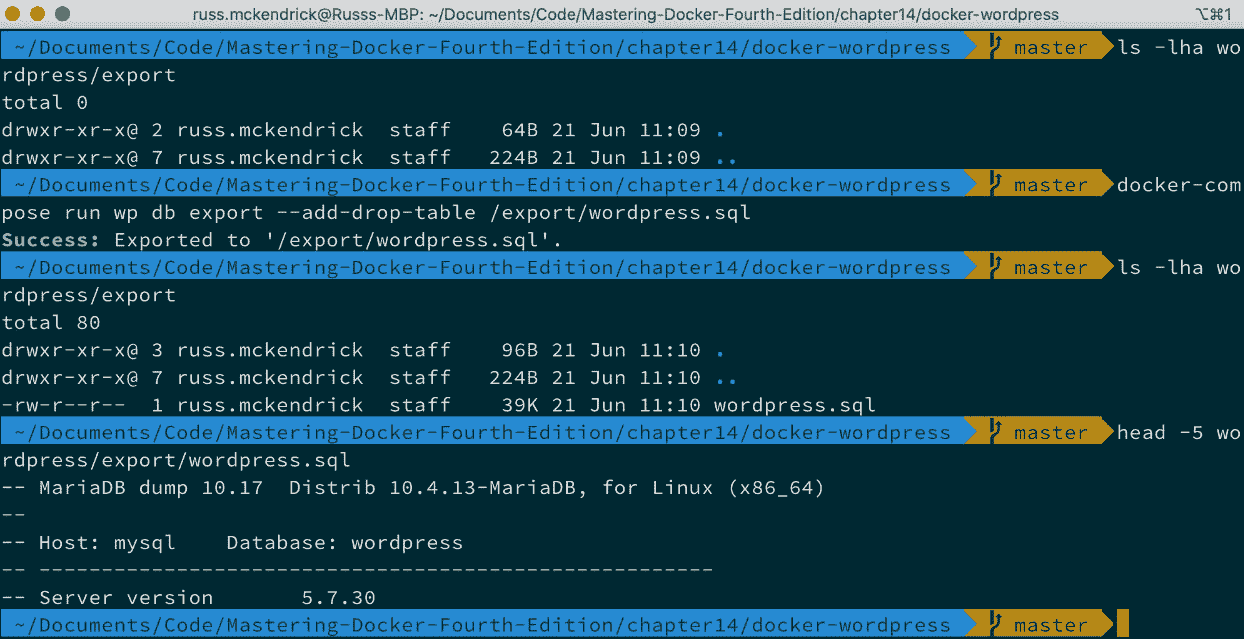 russ.mckendrick@Russs-MBP: ~/Documents/Code/Mastering-Docker-Fourth-Edition/chapter14/docker-wordpress ⌥⌘1
~/Documents/Code/Mastering-Docker-Fourth-Edition/chapter14/docker-wordpress master ls -lha wo
rdpress/export
total 0
drwxr-xr-x@ 2 russ.mckendrick staff 64B 21 Jun 11:09 .
drwxr-xr-x@ 7 russ.mckendrick staff 224B 21 Jun 11:09 ..
~/Documents/Code/Mastering-Docker-Fourth-Edition/chapter14/docker-wordpress master docker-com
pose run wp db export --add-drop-table /export/wordpress.sql
Success: Exported to '/export/wordpress.sql'.
~/Documents/Code/Mastering-Docker-Fourth-Edition/chapter14/docker-wordpress master ls -lha wo
rdpress/export
total 80
drwxr-xr-x@ 3 russ.mckendrick staff 96B 21 Jun 11:10 .
drwxr-xr-x@ 7 russ.mckendrick staff 224B 21 Jun 11:10 ..
-rw-r--r-- 1 russ.mckendrick staff 39K 21 Jun 11:10 wordpress.sql
~/Documents/Code/Mastering-Docker-Fourth-Edition/chapter14/docker-wordpress master head -5 wo
rdpress/export/wordpress.sql
-- MariaDB dump 10.17 Distrib 10.4.13-MariaDB, for Linux (x86_64)
--
-- Host: mysql Database: wordpress
-- ------------------------------------------------------
-- Server version 5.7.30
~/Documents/Code/Mastering-Docker-Fourth-Edition/chapter14/docker-wordpress master